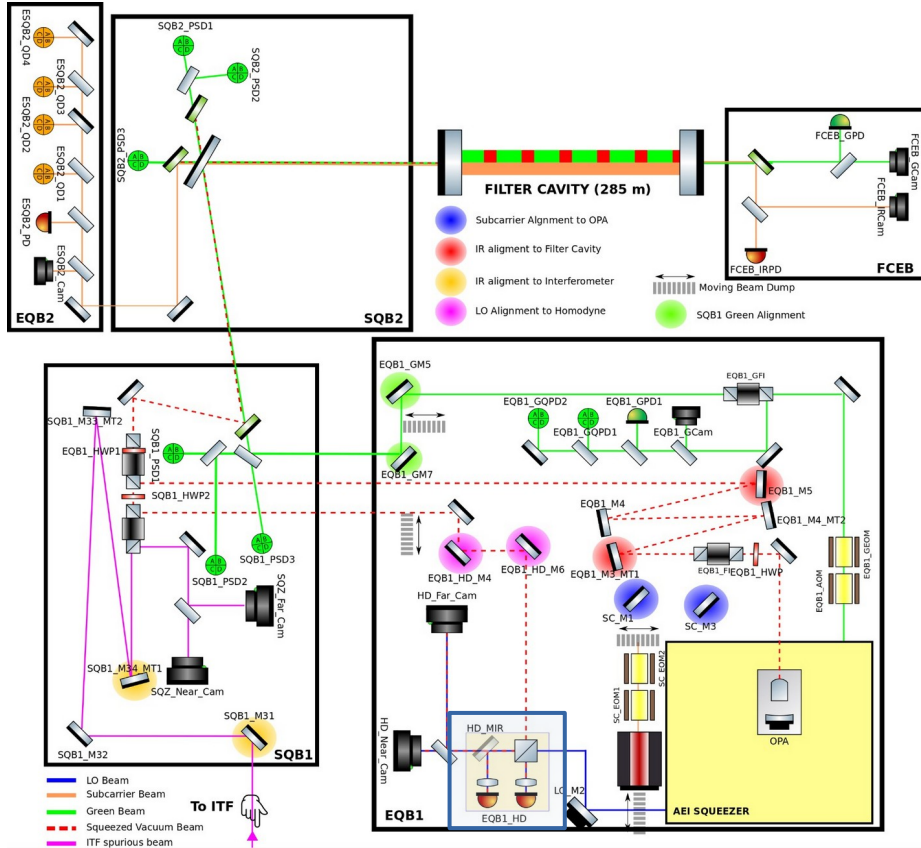 SQB2_PSD1
SQB2_PSD2
SQB2_PSD3
SQB2
ESQB2_QD4
ESQB2_QD3
ESQB2_QD2
ESQB2_QD1
ESQB2_PD
ESQB2_Cam
EQB2
FILTER CAVITY (285 m)
Subcarrier Alignment to OPA
IR aligment to Filter Cavity
IR aligment to Interferometer
LO Alignment to Homodyne
Moving Beam Dump
SQB1 Green Alignment
FCEB_GPD
FCEB_GCam
FCEB_IRCam
FCEB_IRPD
FCEB
SQB1_M33_MT2
EQB1_HWP1
SQB1_PSD1
SQB1_HWP2
SQB1_PSD2
SQB1_PSD3
SQZ_Far_Cam
SQZ_Near_Cam
SQB1_M34_MT1
SQB1_M31
SQB1_M32
SQB1
EQB1_GM5
EQB1_GM7
EQB1_GQPD2
EQB1_GQPD1
EQB1_GPD1
EQB1_GCam
EQB1_GFI
EQB1_M5
EQB1_M4
EQB1_M4_MT2
EQB1_M3_MT1
EQB1_FI
EQB1_HWP
EQB1_GEOM
EQB1_AOM
EQB1_HD_M4
EQB1_HD_M6
HD_Far_Cam
HD_Near_Cam
HD_MIR
EQB1_HD
SC_M1
SC_M3
SC_EOM2
SC_EOM1
LO_M2
OPA
AEI SQUEEZER
EQB1
LO Beam
Subcarrier Beam
Green Beam
Squeezed Vacuum Beam
ITF spurious beam
To ITF